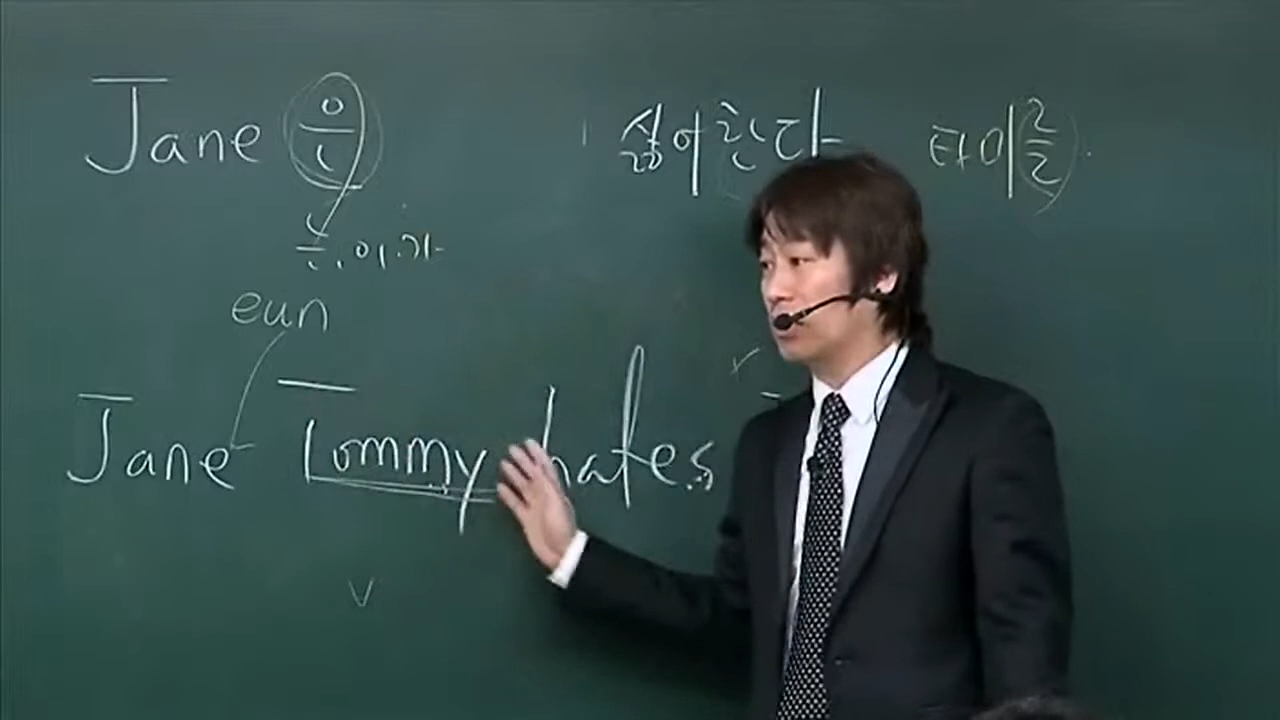 Jane 은 싫어한다 타미를.
는, 이, 가
eun
Jane Tommy hates
V